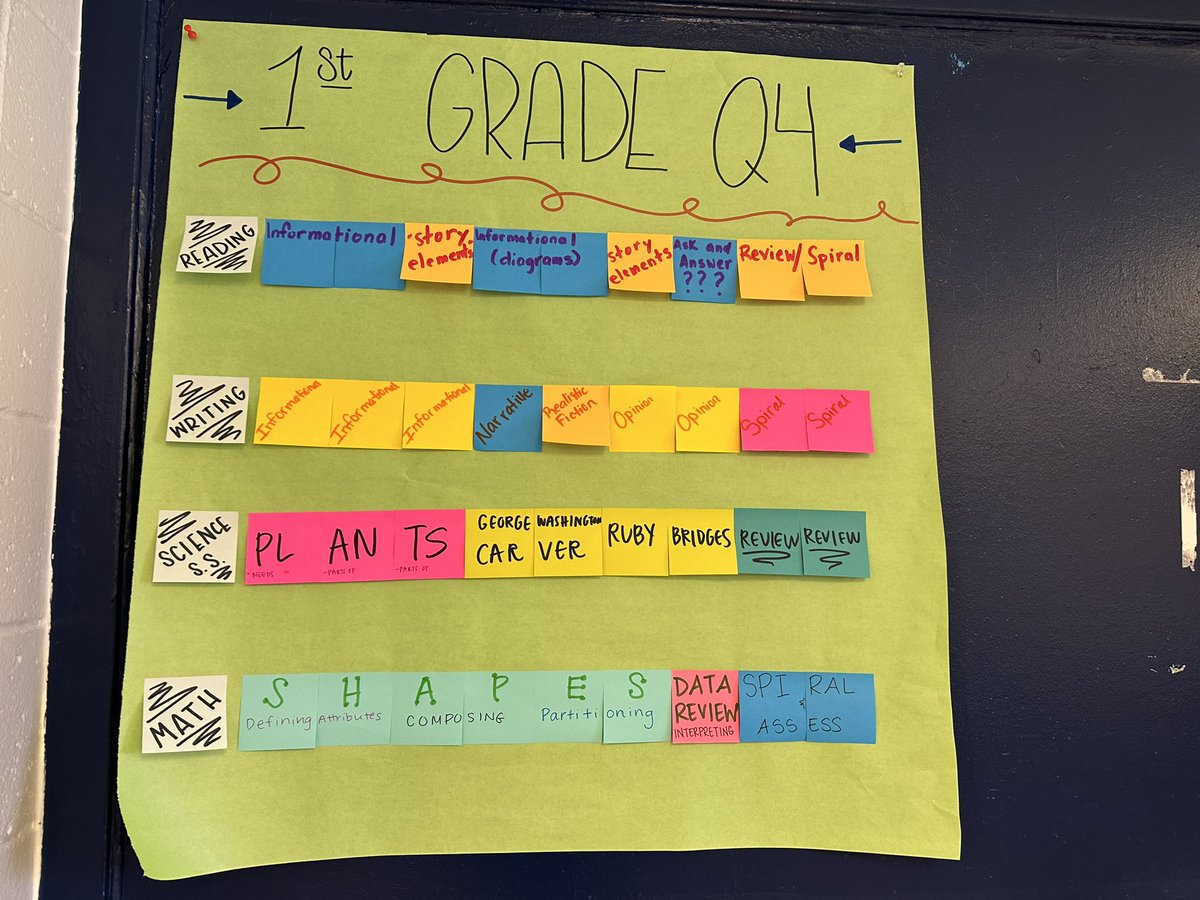 1st GRADE Q4
READING
Informational
story elements
Informational (diagrams)
story elements
Ask and Answer ? ? ?
Review/ Spiral
WRITING
Informational
Informational
Informational
Narrative
Realistic Fiction
Opinion
Opinion
Spiral
Spiral
SCIENCE S.S.
PL AN TS
-NEEDS
-PARTS OF
-PARTS OF
GEORGE WASHINGTON
CAR VER
RUBY BRIDGES
REVIEW
REVIEW
MATH
S H A P E S
Defining Attributes
COMPOSING
Partitioning
DATA REVIEW
INTERPRETING
SPI RAL
&
ASS ESS